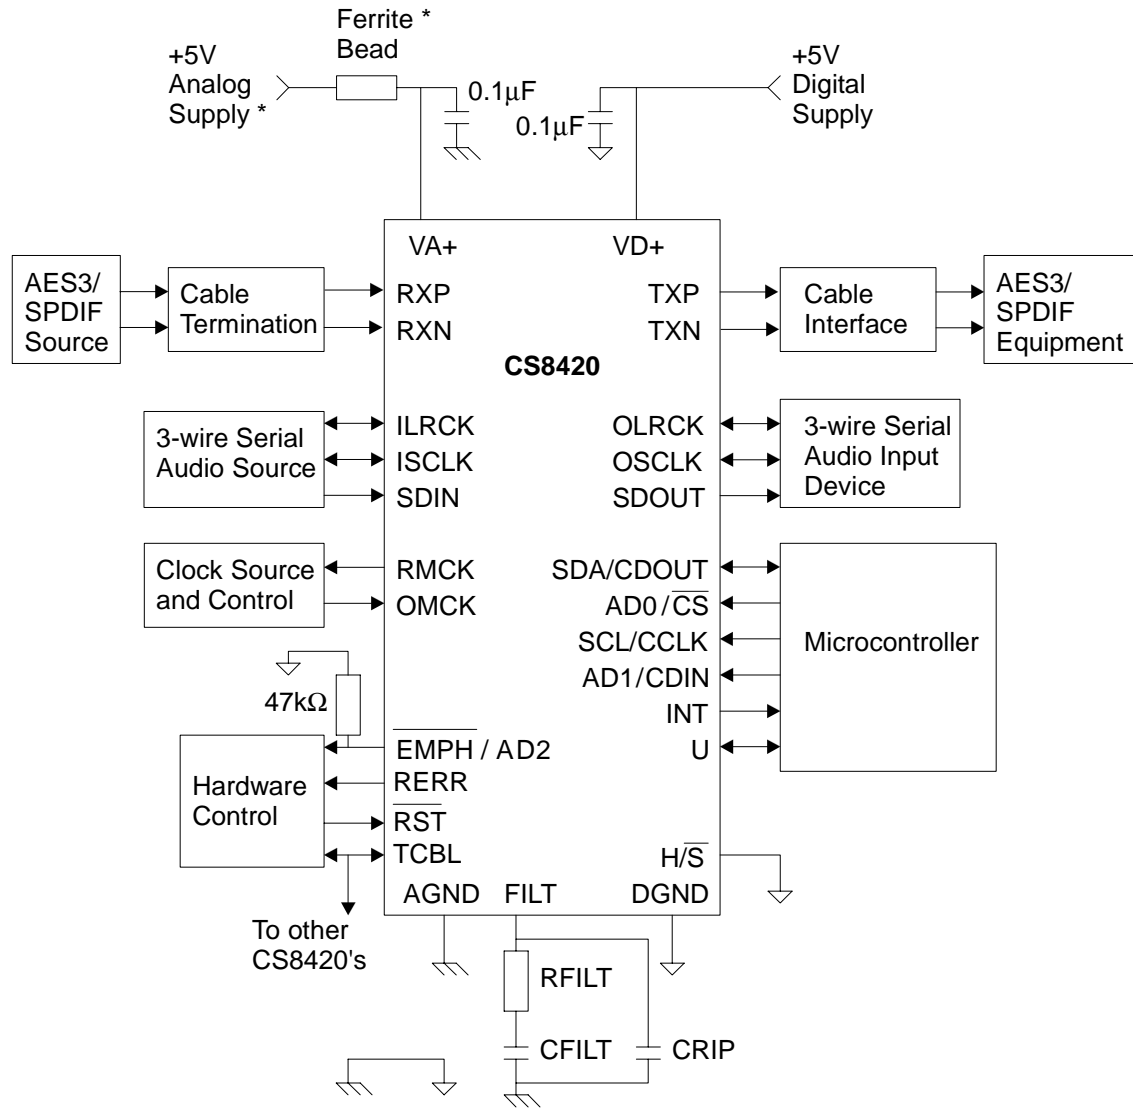 Ferrite *
Bead
+5V
Analog
Supply *
0.1µF
0.1µF
+5V
Digital
Supply
VA+
VD+
AES3/
SPDIF
Source
Cable
Termination
RXP
RXN
TXP
TXN
Cable
Interface
AES3/
SPDIF
Equipment
CS8420
3-wire Serial
Audio Source
ILRCK
ISCLK
SDIN
OLRCK
OSCLK
SDOUT
3-wire Serial
Audio Input
Device
Clock Source
and Control
RMCK
OMCK
SDA/CDOUT
AD0/C̅S̅
SCL/CCLK
AD1/CDIN
INT
U
Microcontroller
47kΩ
Hardware
Control
E̅M̅P̅H̅ / AD2
RERR
R̅S̅T̅
TCBL
H/S̅
AGND
FILT
DGND
To other
CS8420's
RFILT
CFILT
CRIP